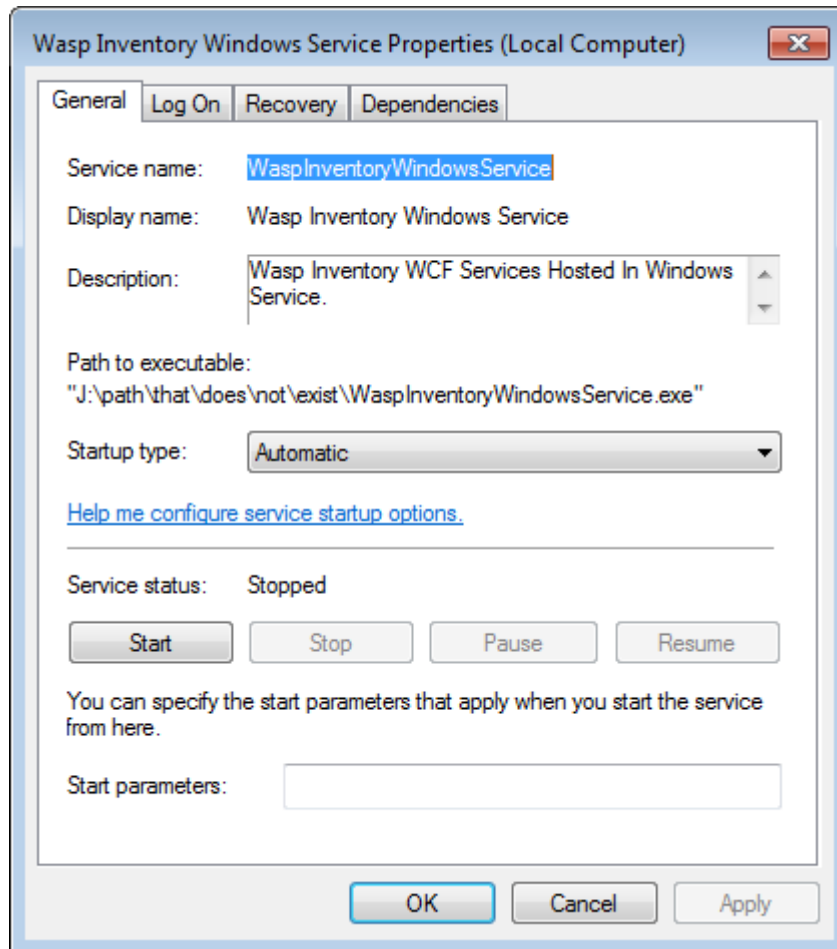 Wasp Inventory Windows Service Properties (Local Computer)
General Log On Recovery Dependencies
Service name: WaspInventoryWindowsService
Display name: Wasp Inventory Windows Service
Description: Wasp Inventory WCF Services Hosted In Windows
Service.
Path to executable:
"J:\path\that\does\not\exist\WaspInventoryWindowsService.exe"
Startup type: Automatic
Help me configure service startup options.
Service status: Stopped
Start Stop Pause Resume
You can specify the start parameters that apply when you start the service
from here.
Start parameters:
OK Cancel Apply